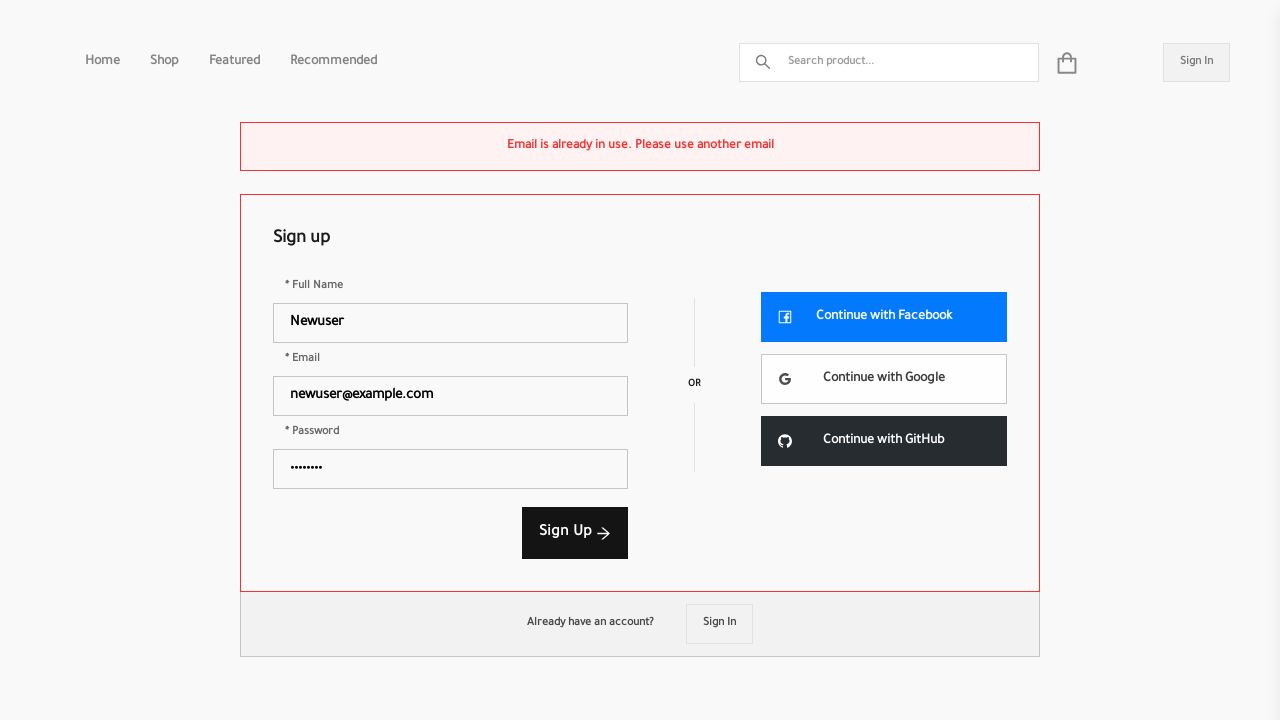 Home Shop Featured Recommended Search product... Sign In
Email is already in use. Please use another email
Sign up
* Full Name
Newuser
* Email
newuser@example.com
* Password
••••••••
Sign Up
OR
Continue with Facebook
Continue with Google
Continue with GitHub
Already have an account? Sign In